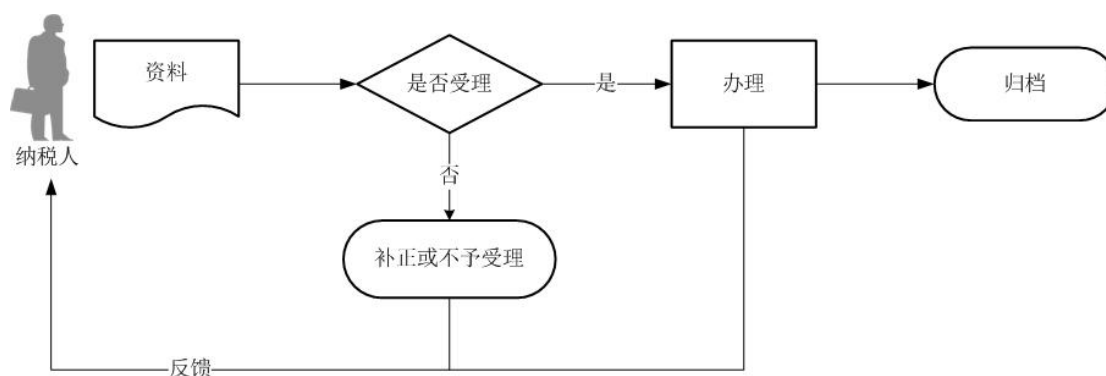 资料
是否受理
是
办理
归档
纳税人
否
补正或不予受理
反馈